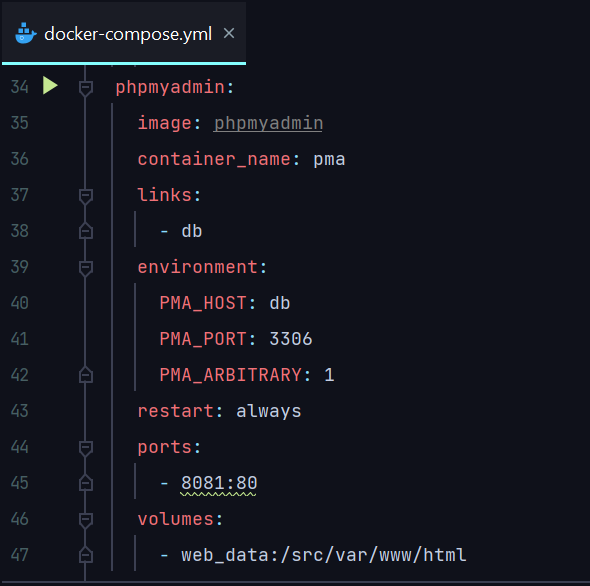 docker-compose.yml ×
34 phpmyadmin:
35 image: phpmyadmin
36 container_name: pma
37 links:
38 - db
39 environment:
40 PMA_HOST: db
41 PMA_PORT: 3306
42 PMA_ARBITRARY: 1
43 restart: always
44 ports:
45 - 8081:80
46 volumes:
47 - web_data:/src/var/www/html